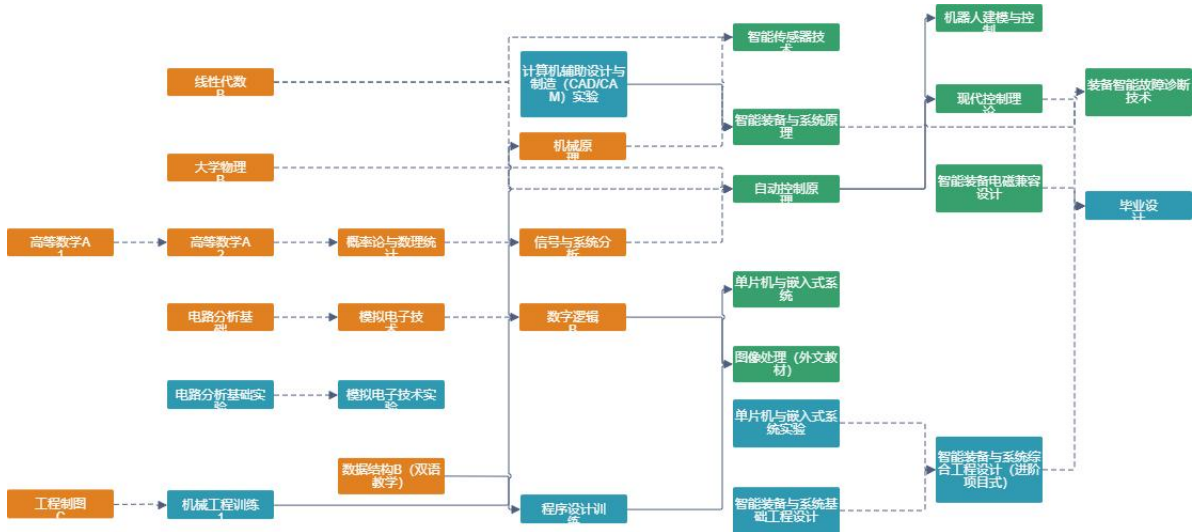 线性代数
B
大学物理
B
高等数学A
1
高等数学A
2
概率论与数理统
计
信号与系统分
析
电路分析基
础
模拟电子技
术
数字逻辑
B
电路分析基础实
验
模拟电子技术实
验
数据结构B（双语
教学）
工程制图
C
机械工程训练
1
程序设计训
练
计算机辅助设计与
制造（CAD/CA
M）实验
机械原
理
智能传感器技
术
智能装备与系统原
理
自动控制原
理
单片机与嵌入式系
统
图像处理（外文教
材）
单片机与嵌入式系
统实验
智能装备与系统基
础工程设计
机器人建模与控
制
现代控制理
论
智能装备电磁兼容
设计
智能装备与系统综
合工程设计（进阶
项目式）
装备智能故障诊断
技术
毕业设
计